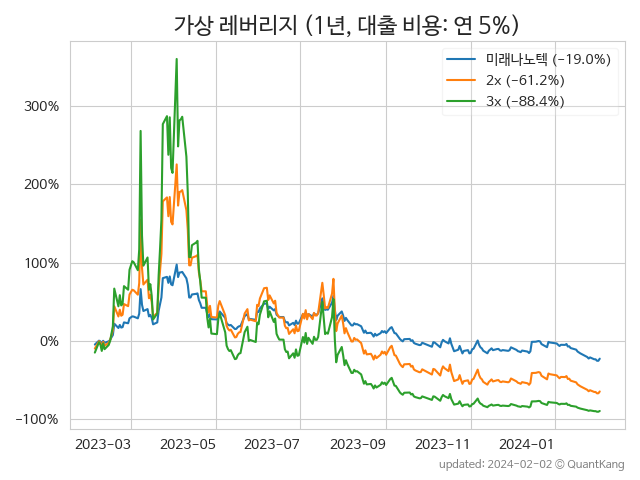 가상 레버리지 (1년, 대출 비용: 연 5%)
미래나노텍 (−19.0%)
2x (−61.2%)
3x (−88.4%)
300%
200%
100%
0%
−100%
2023−03 2023−05 2023−07 2023−09 2023−11 2024−01
updated: 2024-02-02 © QuantKang